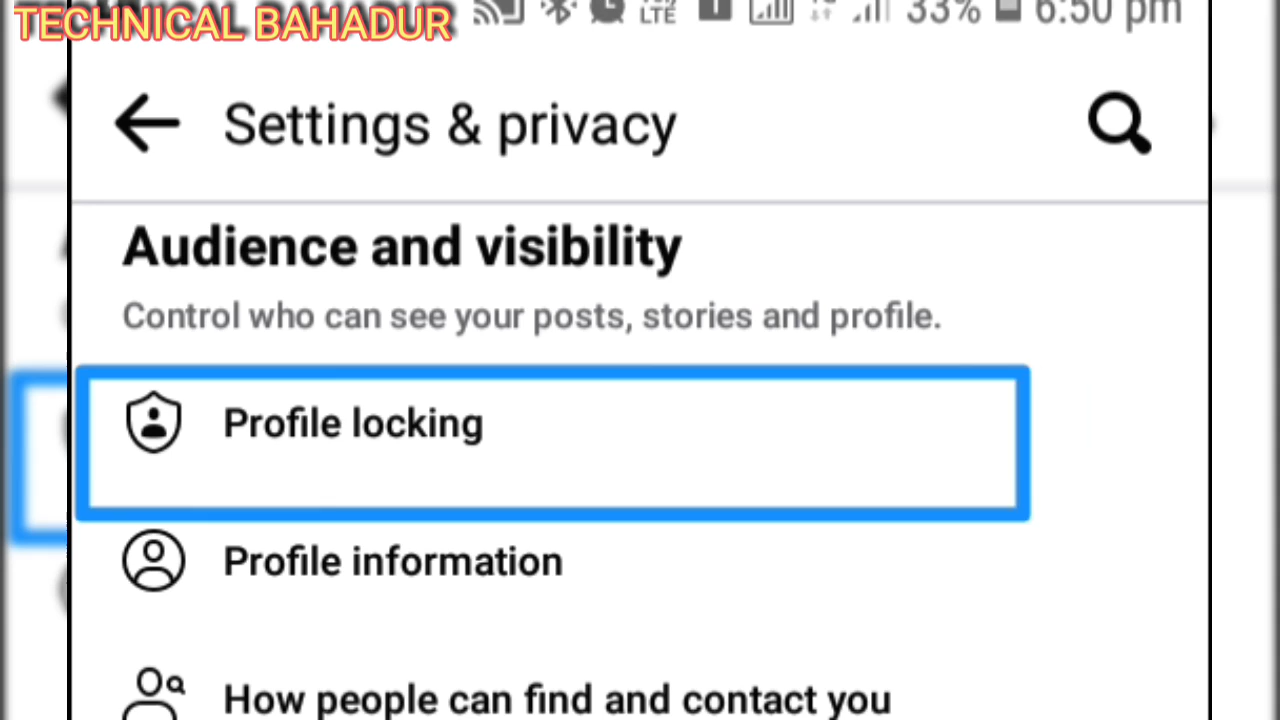 TECHNICAL BAHADUR
LTE 33% 6:50 pm
Settings & privacy
Audience and visibility
Control who can see your posts, stories and profile.
Profile locking
Profile information
How people can find and contact you